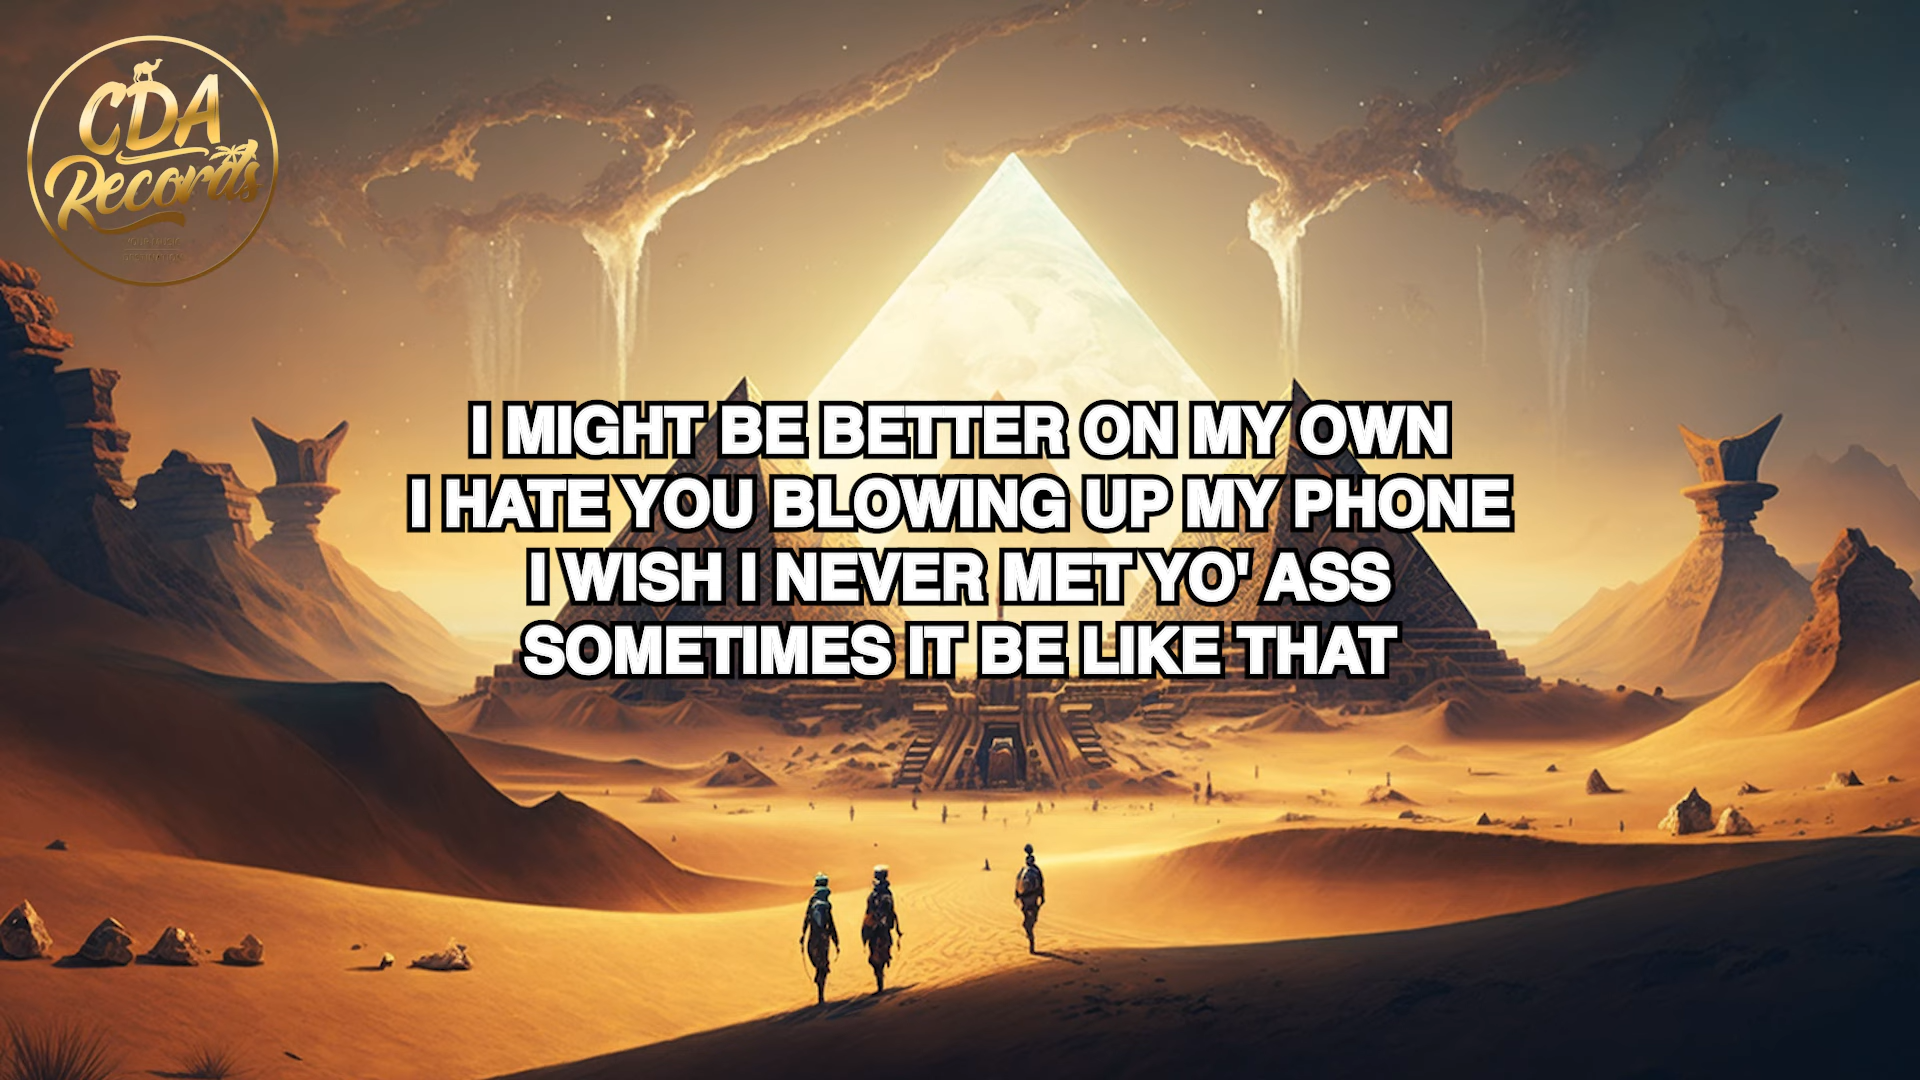 CDA
Records
I MIGHT BE BETTER ON MY OWN
I HATE YOU BLOWING UP MY PHONE
I WISH I NEVER MET YO' ASS
SOMETIMES IT BE LIKE THAT